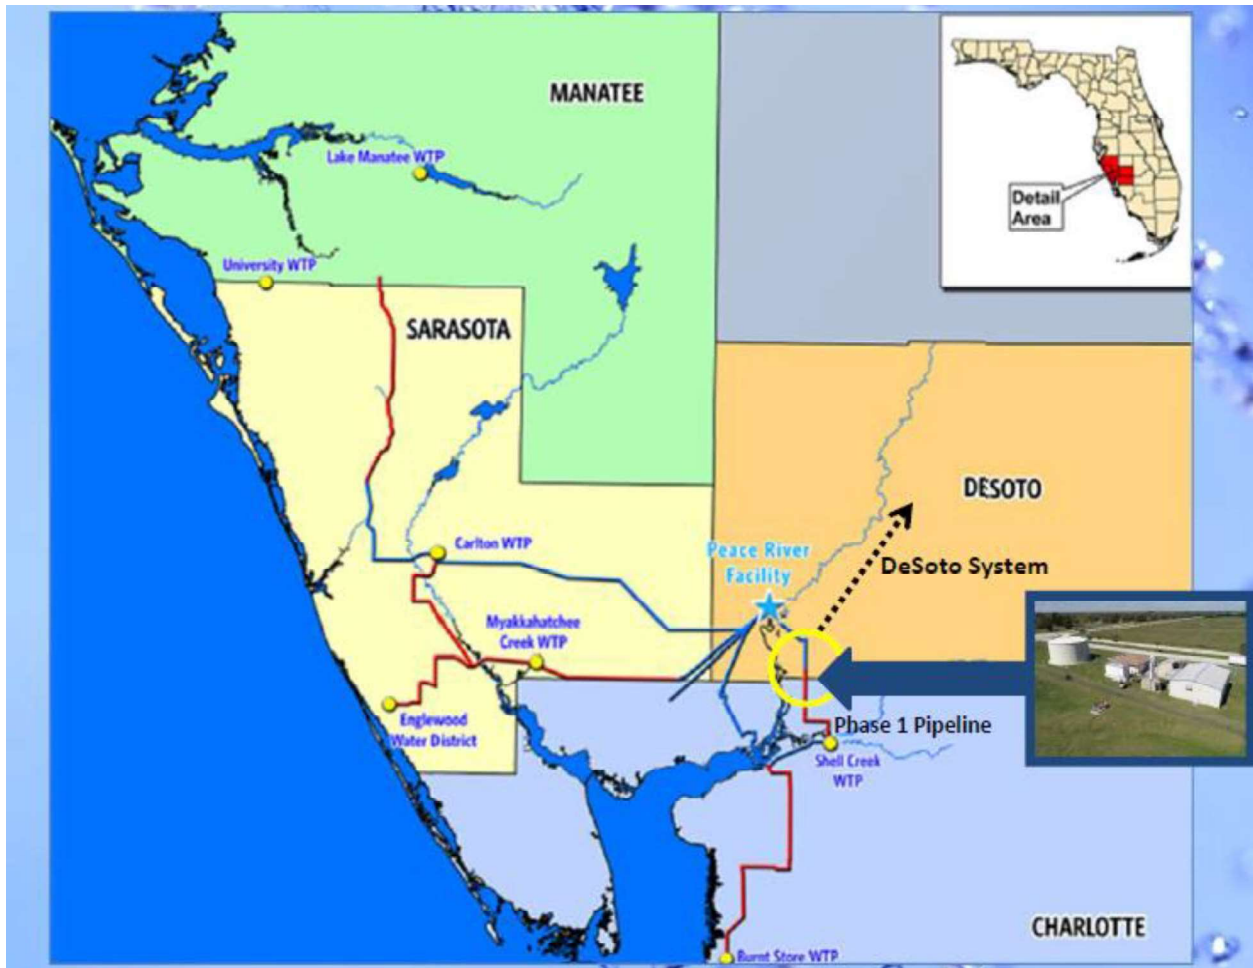 MANATEE
Lake Manatee WTP
Detail
Area
University WTP
SARASOTA
DESOTO
Carlton WTP
Peace River
Facility
DeSoto System
Myakkahatchee
Creek WTP
Englewood
Water District
Phase 1 Pipeline
Shell Creek
WTP
CHARLOTTE
Burnt Store WTP